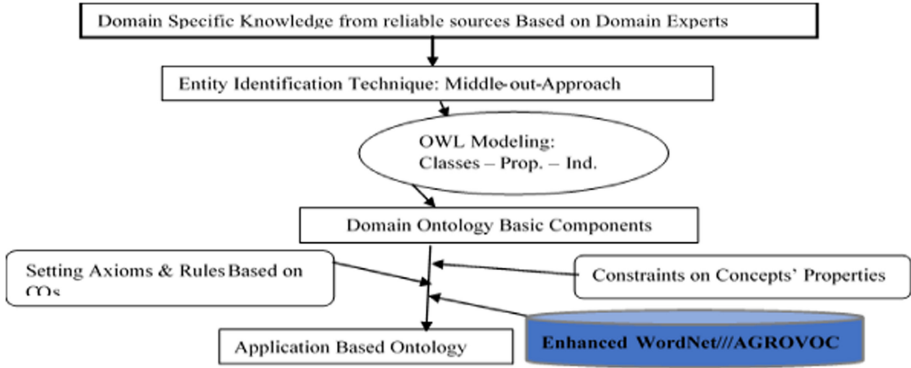 Domain Specific Knowledge from reliable sources Based on Domain Experts
Entity Identification Technique: Middle-out-Approach
OWL Modeling:
Classes – Prop. – Ind.
Domain Ontology Basic Components
Setting Axioms & Rules Based on
CQs
Constraints on Concepts' Properties
Enhanced WordNet///AGROVOC
Application Based Ontology